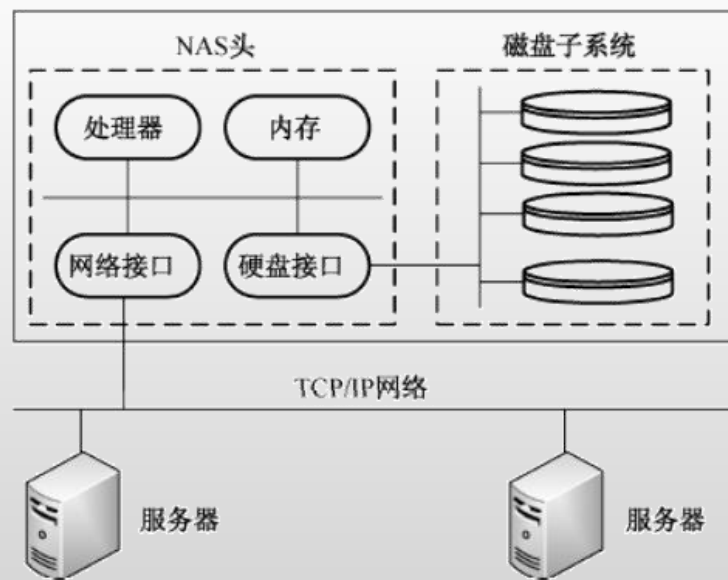 NAS头
磁盘子系统
处理器
内存
网络接口
硬盘接口
TCP/IP网络
服务器
服务器